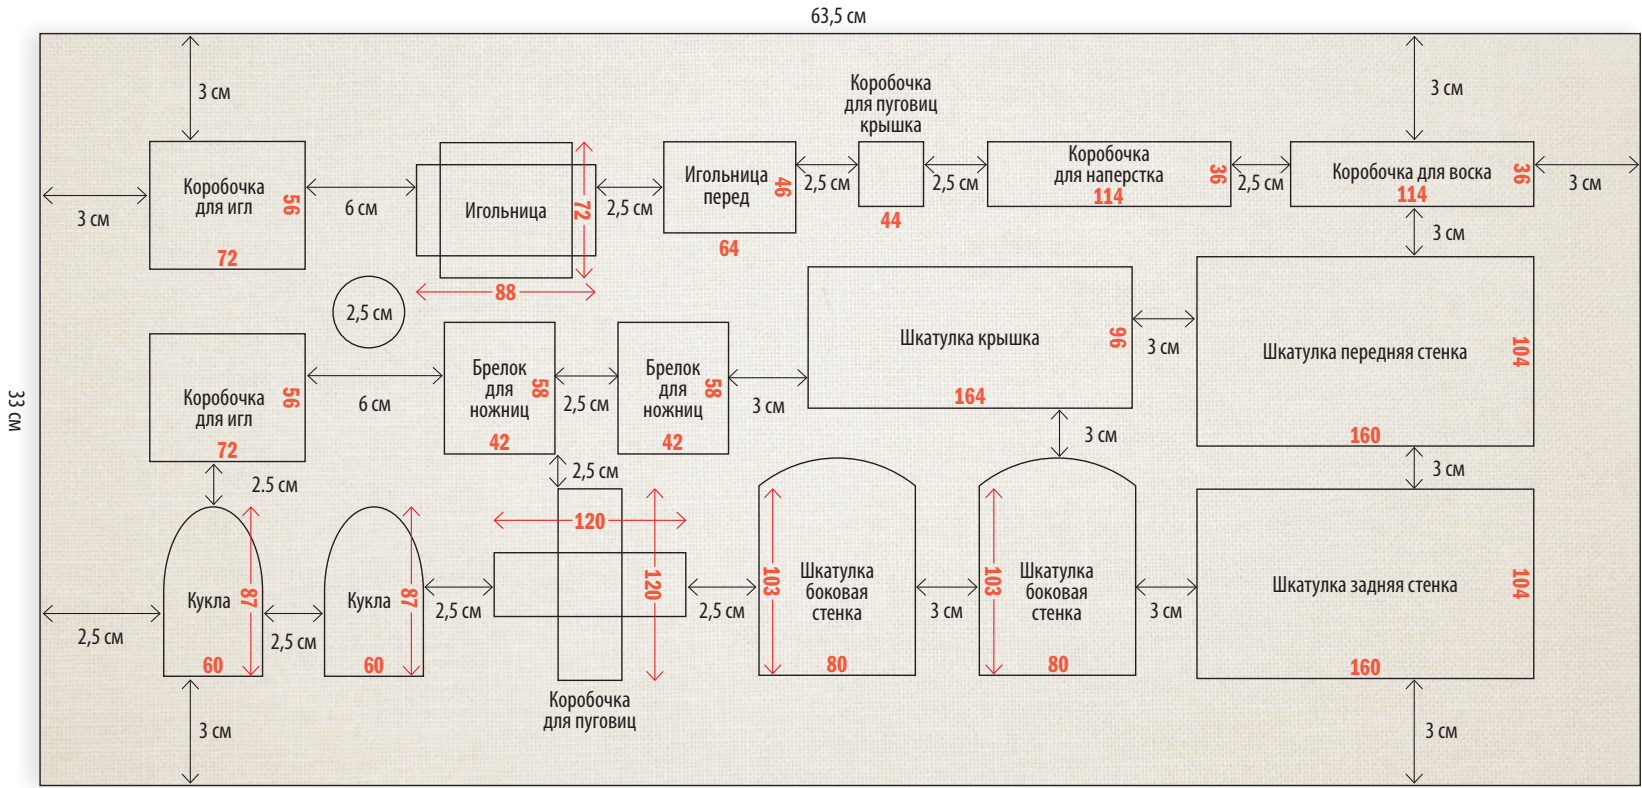 63,5 см
33 см
3 см
3 см
Коробочка
для игл
56
72
3 см
6 см
Игольница
72
88
2,5 см
Игольница
перед
46
64
2,5 см
Коробочка
для пуговиц
крышка
44
2,5 см
Коробочка
для наперстка
36
114
2,5 см
Коробочка для воска
36
114
3 см
3 см
2,5 см
Коробочка
для игл
56
72
6 см
Брелок
для
ножниц
58
42
2,5 см
Брелок
для
ножниц
58
42
3 см
Шкатулка крышка
96
164
3 см
Шкатулка передняя стенка
104
160
2.5 см
2,5 см
3 см
3 см
2,5 см
Кукла
87
60
2,5 см
Кукла
87
60
2,5 см
120
120
Коробочка
для пуговиц
2,5 см
Шкатулка
боковая
стенка
103
80
3 см
Шкатулка
боковая
стенка
103
80
3 см
Шкатулка задняя стенка
104
160
3 см
3 см